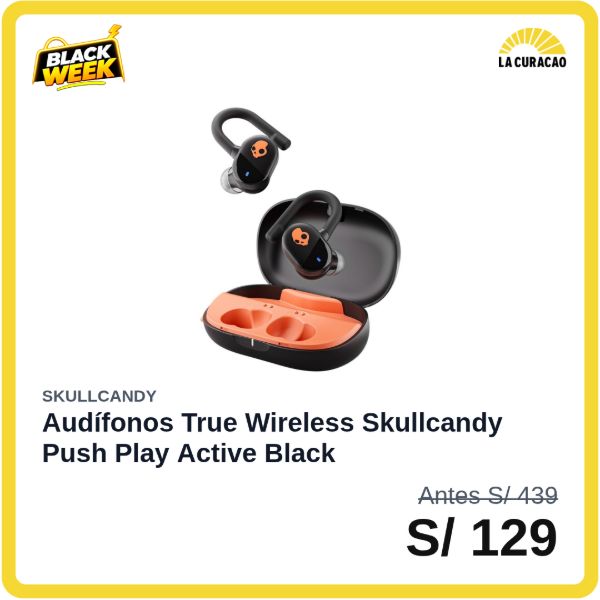 BLACK
WEEK
LA CURACAO
SKULLCANDY
Audífonos True Wireless Skullcandy
Push Play Active Black
Antes S/ 439
S/ 129